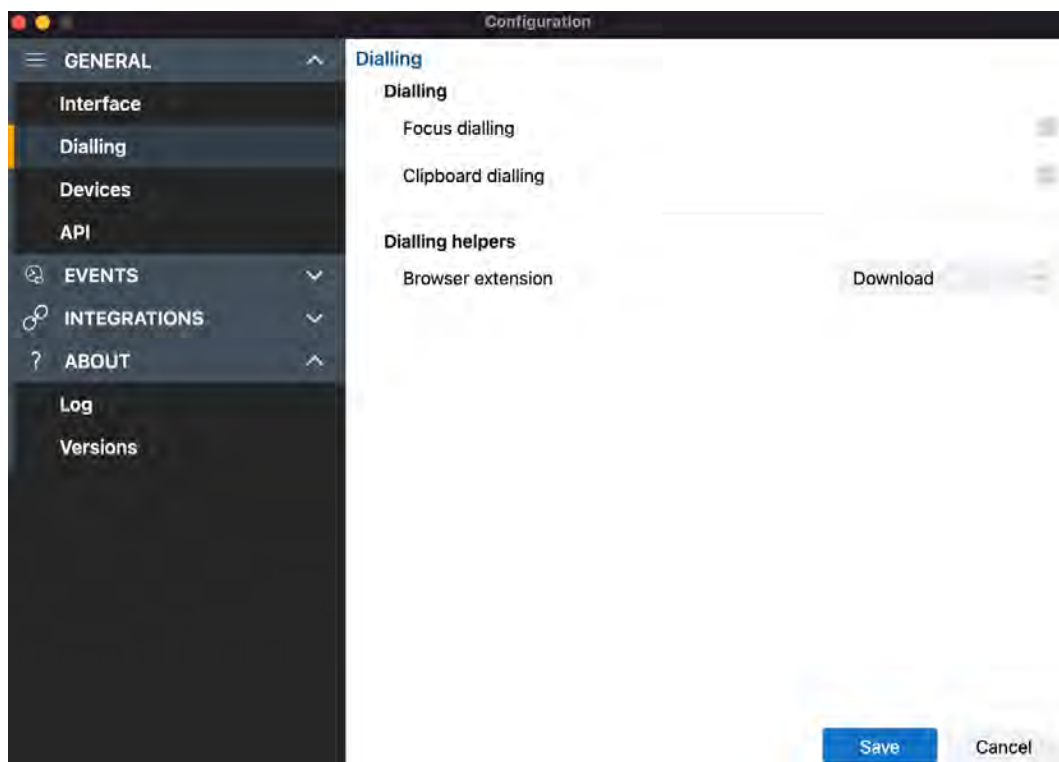 Configuration
GENERAL
Interface
Dialling
Devices
API
EVENTS
INTEGRATIONS
? ABOUT
Log
Versions
Dialling
Dialling
Focus dialling
Clipboard dialling
Dialling helpers
Browser extension Download
Save Cancel